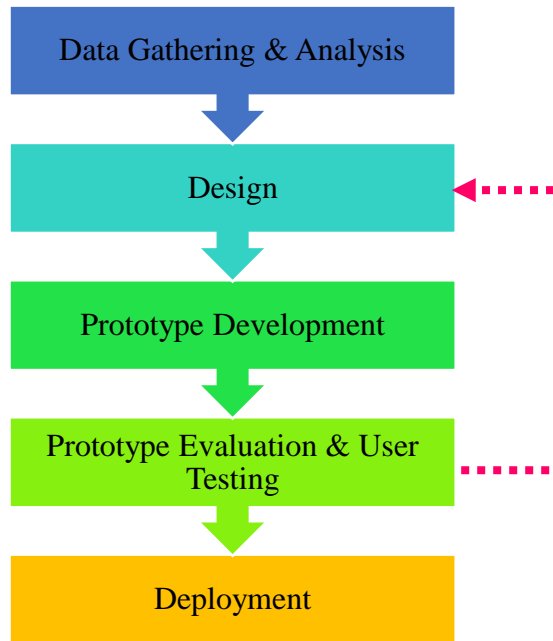 Data Gathering & Analysis
Design
Prototype Development
Prototype Evaluation & User
Testing
Deployment